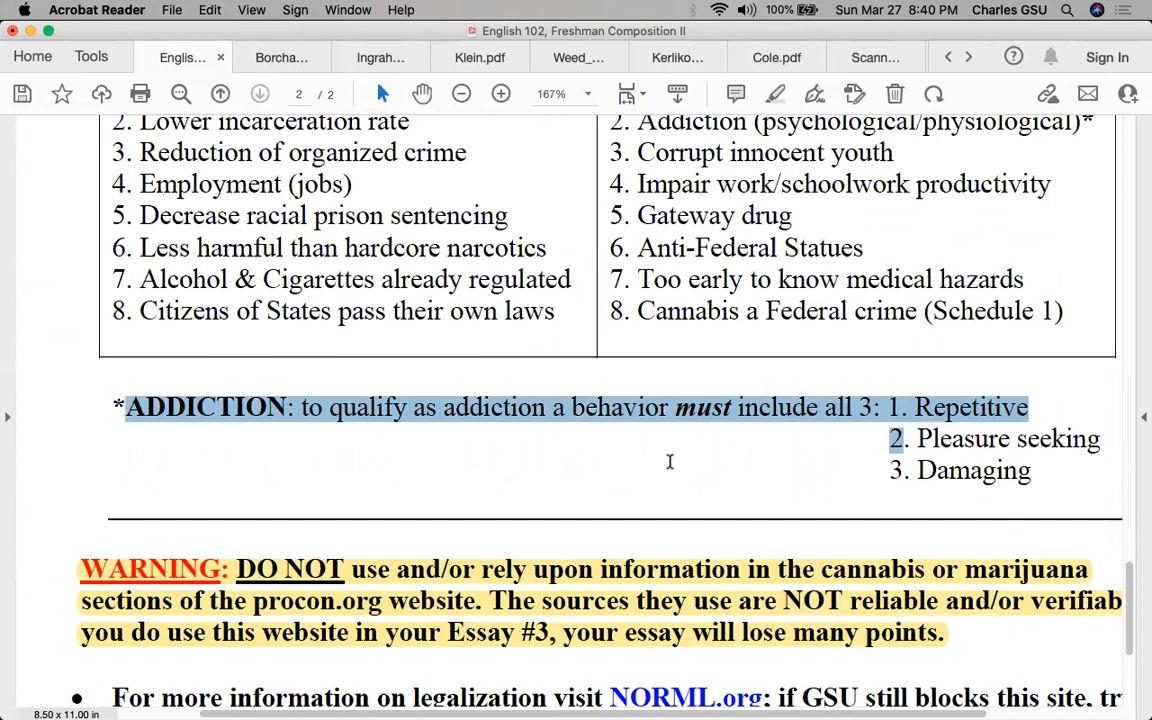 Acrobat Reader File Edit View Sign Window Help 100% Sun Mar 27 8:40 PM Charles GSU
English 102, Freshman Composition II
Home Tools Englis... × Borcha... Ingrah... Klein.pdf Weed_... Kerliko... Cole.pdf Scann... Sign In
2 / 2 167%
2. Lower incarceration rate
3. Reduction of organized crime
4. Employment (jobs)
5. Decrease racial prison sentencing
6. Less harmful than hardcore narcotics
7. Alcohol & Cigarettes already regulated
8. Citizens of States pass their own laws
2. Addiction (psychological/physiological)*
3. Corrupt innocent youth
4. Impair work/schoolwork productivity
5. Gateway drug
6. Anti-Federal Statues
7. Too early to know medical hazards
8. Cannabis a Federal crime (Schedule 1)
*ADDICTION: to qualify as addiction a behavior must include all 3: 1. Repetitive
2. Pleasure seeking
3. Damaging
WARNING: DO NOT use and/or rely upon information in the cannabis or marijuana
sections of the procon.org website. The sources they use are NOT reliable and/or verifiab
you do use this website in your Essay #3, your essay will lose many points.
• For more information on legalization visit NORML.org; if GSU still blocks this site, tr
8.50 x 11.00 in